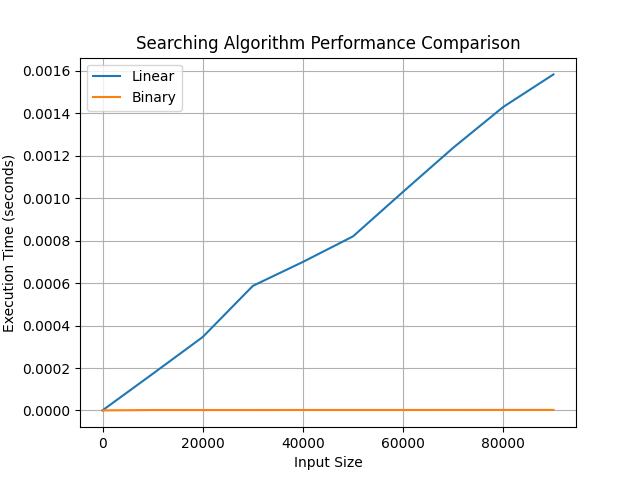 Searching Algorithm Performance Comparison
Linear
Binary
Execution Time (seconds)
0.0016
0.0014
0.0012
0.0010
0.0008
0.0006
0.0004
0.0002
0.0000
0 20000 40000 60000 80000
Input Size